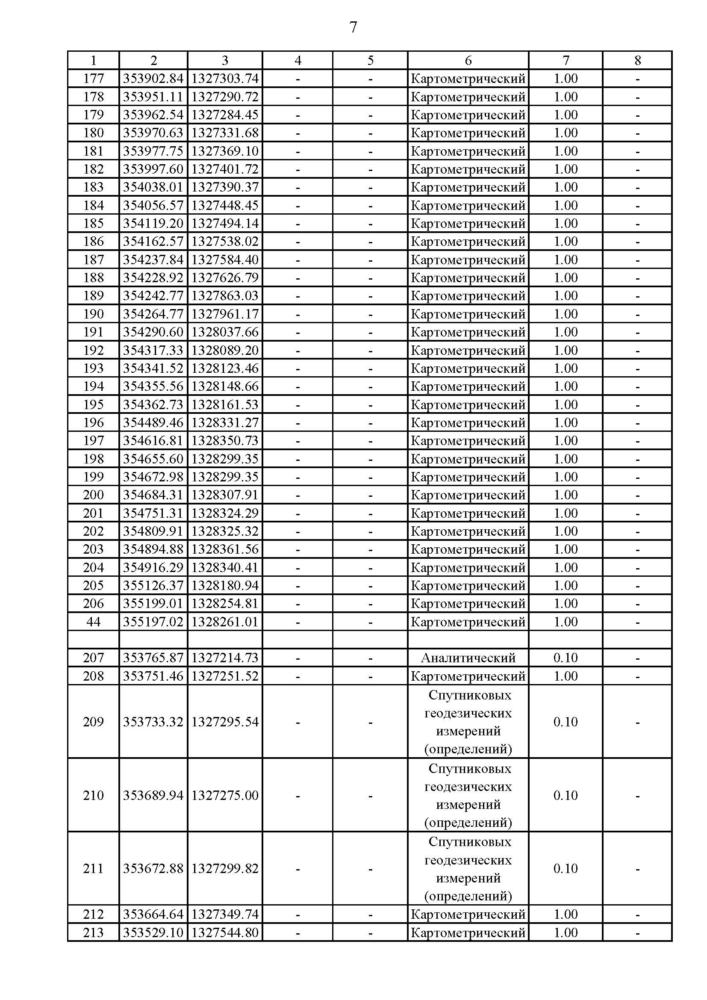 7
1 2 3 4 5 6 7 8
177 353902.84 1327303.74 - - Картометрический 1.00 -
178 353951.11 1327290.72 - - Картометрический 1.00 -
179 353962.54 1327284.45 - - Картометрический 1.00 -
180 353970.63 1327331.68 - - Картометрический 1.00 -
181 353977.75 1327369.10 - - Картометрический 1.00 -
182 353997.60 1327401.72 - - Картометрический 1.00 -
183 354038.01 1327390.37 - - Картометрический 1.00 -
184 354056.57 1327448.45 - - Картометрический 1.00 -
185 354119.20 1327494.14 - - Картометрический 1.00 -
186 354162.57 1327538.02 - - Картометрический 1.00 -
187 354237.84 1327584.40 - - Картометрический 1.00 -
188 354228.92 1327626.79 - - Картометрический 1.00 -
189 354242.77 1327863.03 - - Картометрический 1.00 -
190 354264.77 1327961.17 - - Картометрический 1.00 -
191 354290.60 1328037.66 - - Картометрический 1.00 -
192 354317.33 1328089.20 - - Картометрический 1.00 -
193 354341.52 1328123.46 - - Картометрический 1.00 -
194 354355.56 1328148.66 - - Картометрический 1.00 -
195 354362.73 1328161.53 - - Картометрический 1.00 -
196 354489.46 1328331.27 - - Картометрический 1.00 -
197 354616.81 1328350.73 - - Картометрический 1.00 -
198 354655.60 1328299.35 - - Картометрический 1.00 -
199 354672.98 1328299.35 - - Картометрический 1.00 -
200 354684.31 1328307.91 - - Картометрический 1.00 -
201 354751.31 1328324.29 - - Картометрический 1.00 -
202 354809.91 1328325.32 - - Картометрический 1.00 -
203 354894.88 1328361.56 - - Картометрический 1.00 -
204 354916.29 1328340.41 - - Картометрический 1.00 -
205 355126.37 1328180.94 - - Картометрический 1.00 -
206 355199.01 1328254.81 - - Картометрический 1.00 -
44 355197.02 1328261.01 - - Картометрический 1.00 -
207 353765.87 1327214.73 - - Аналитический 0.10 -
208 353751.46 1327251.52 - - Картометрический 1.00 -
209 353733.32 1327295.54 - - Спутниковых
геодезических
измерений
(определений) 0.10 -
210 353689.94 1327275.00 - - Спутниковых
геодезических
измерений
(определений) 0.10 -
211 353672.88 1327299.82 - - Спутниковых
геодезических
измерений
(определений) 0.10 -
212 353664.64 1327349.74 - - Картометрический 1.00 -
213 353529.10 1327544.80 - - Картометрический 1.00 -